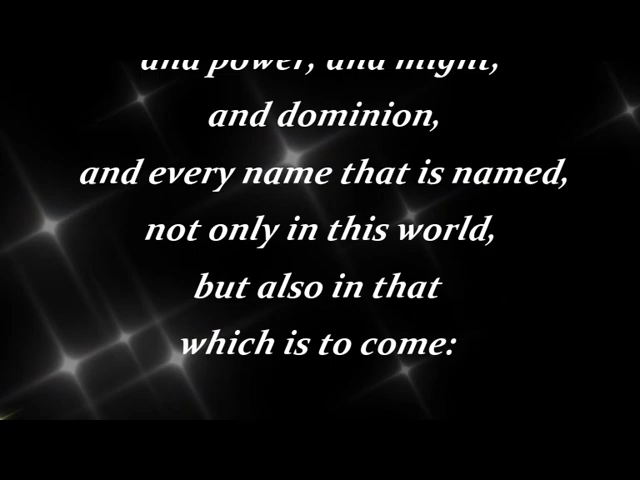 and power, and might,
and dominion,
and every name that is named,
not only in this world,
but also in that
which is to come: